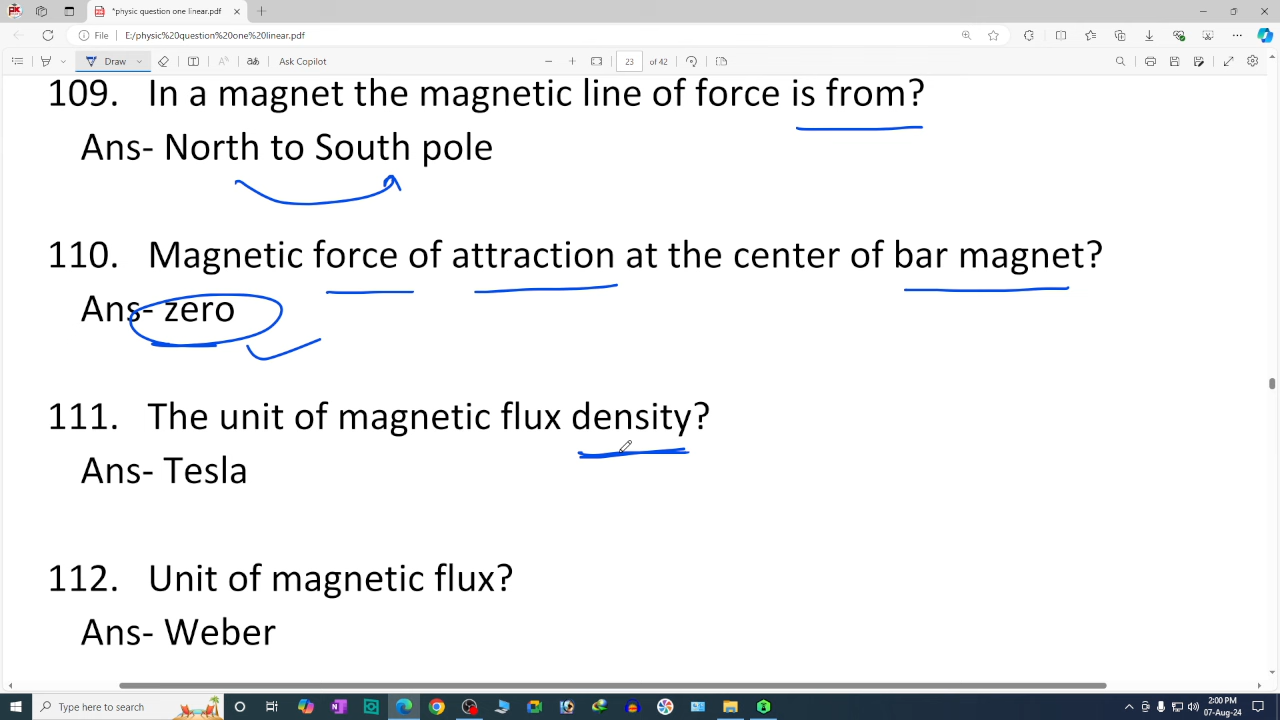 *physic question one linear.pdf
File
E:/physic%20question%20one%20linear.pdf
Draw
Ask Copilot
23 of 42
109. In a magnet the magnetic line of force is from?
Ans- North to South pole
110. Magnetic force of attraction at the center of bar magnet?
Ans- zero
111. The unit of magnetic flux density?
Ans- Tesla
112. Unit of magnetic flux?
Ans- Weber
Type here to search
2:00 PM
07-Aug-24